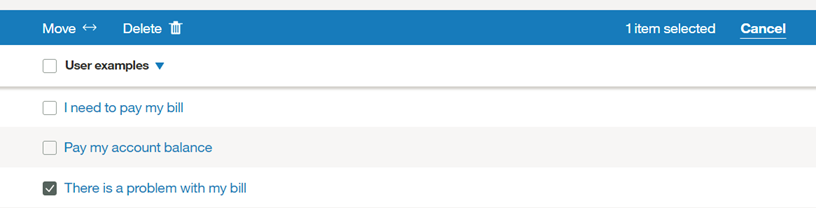 Move Delete 1 item selected Cancel
User examples
I need to pay my bill
Pay my account balance
There is a problem with my bill